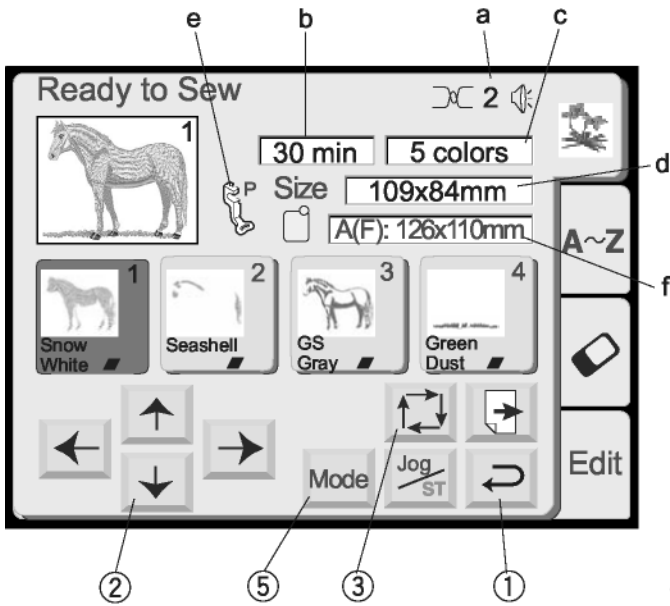 e b a c
Ready to Sew
2
1
30 min 5 colors
P
Size 109x84mm
d
A(F): 126x110mm
A~Z
f
1 2 3 4
Snow
White
Seashell
GS
Gray
Green
Dust
Mode
Jog
ST
Edit
2 5 3 1